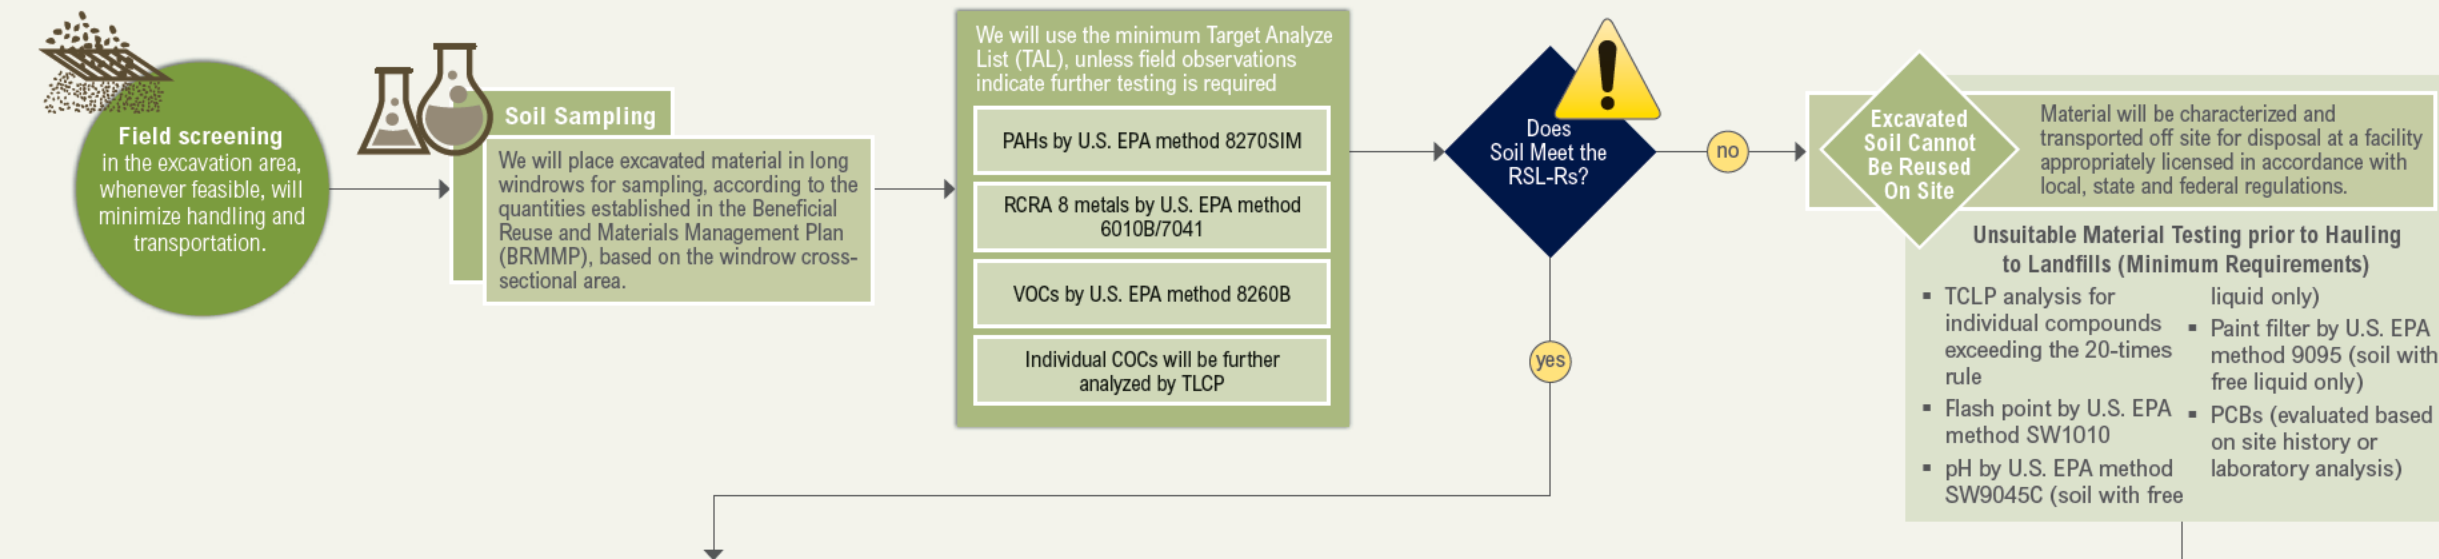 Field screening
in the excavation area,
whenever feasible, will
minimize handling and
transportation.
Soil Sampling
We will place excavated material in long
windrows for sampling, according to the
quantities established in the Beneficial
Reuse and Materials Management Plan
(BRMMP), based on the windrow cross-
sectional area.
We will use the minimum Target Analyze
List (TAL), unless field observations
indicate further testing is required
PAHs by U.S. EPA method 8270SIM
RCRA 8 metals by U.S. EPA method
6010B/7041
VOCs by U.S. EPA method 8260B
Individual COCs will be further
analyzed by TLCP
Does
Soil Meet the
RSL-Rs?
no
yes
Excavated
Soil Cannot
Be Reused
On Site
Material will be characterized and
transported off site for disposal at a facility
appropriately licensed in accordance with
local, state and federal regulations.
Unsuitable Material Testing prior to Hauling
to Landfills (Minimum Requirements)
▪ TCLP analysis for
individual compounds
exceeding the 20-times
rule
▪ Flash point by U.S. EPA
method SW1010
▪ pH by U.S. EPA method
SW9045C (soil with free
liquid only)
▪ Paint filter by U.S. EPA
method 9095 (soil with
free liquid only)
▪ PCBs (evaluated based
on site history or
laboratory analysis)